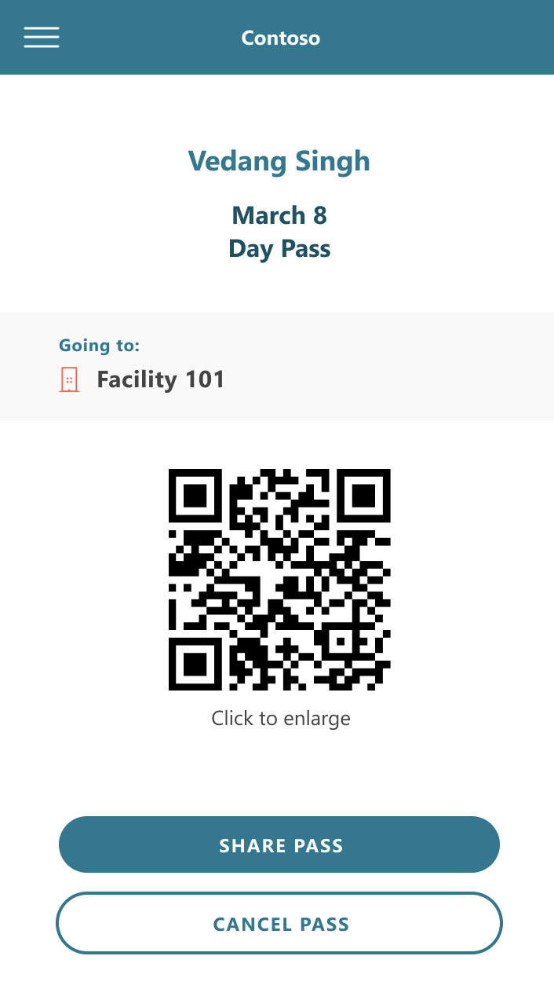 Contoso
Vedang Singh
March 8
Day Pass
Going to:
Facility 101
Click to enlarge
SHARE PASS
CANCEL PASS